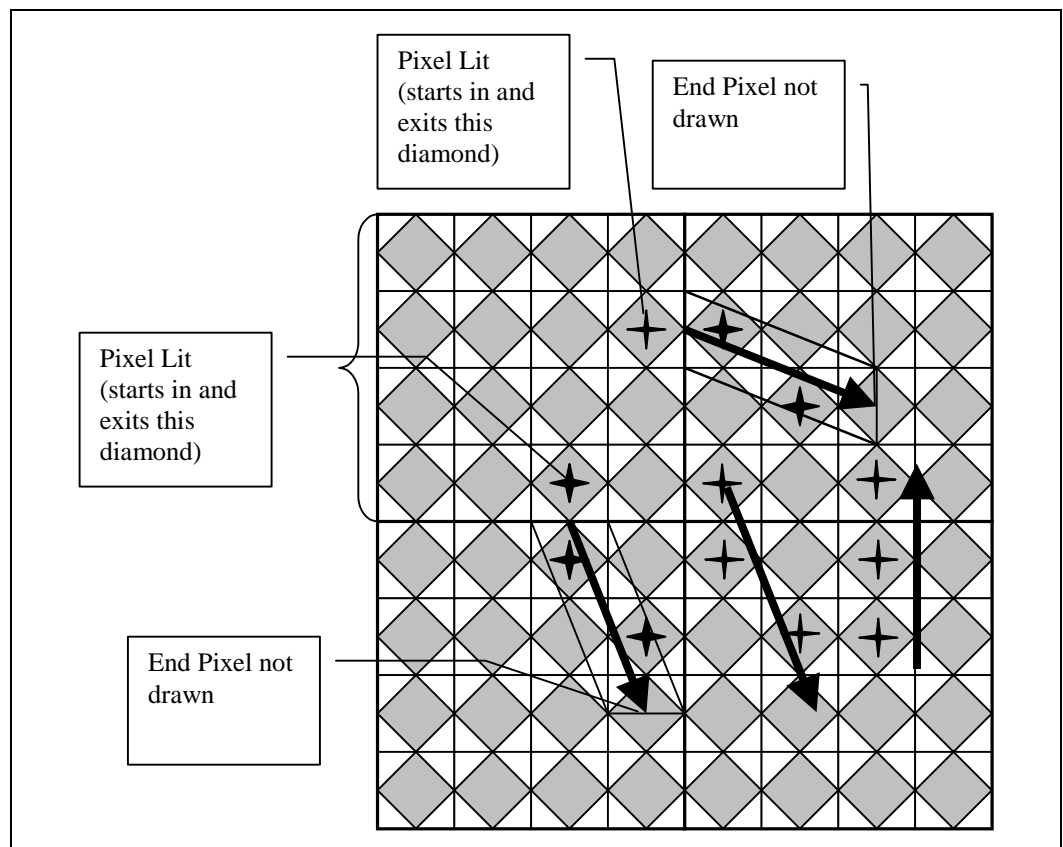 Pixel Lit
(starts in and
exits this
diamond)
End Pixel not
drawn
Pixel Lit
(starts in and
exits this
diamond)
End Pixel not
drawn